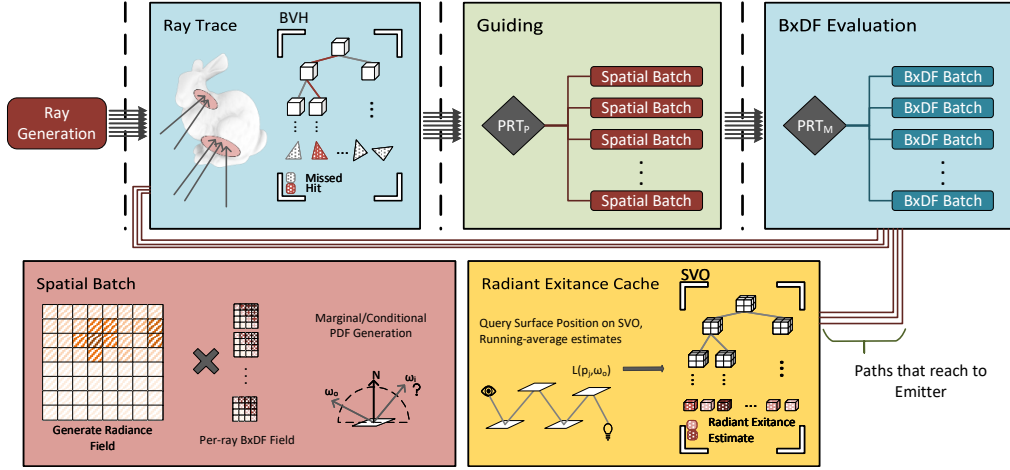 Ray Trace
BVH
Missed
Hit
Ray
Generation
Guiding
PRT_P
Spatial Batch
Spatial Batch
Spatial Batch
Spatial Batch
BxDF Evaluation
PRT_M
BxDF Batch
BxDF Batch
BxDF Batch
BxDF Batch
Spatial Batch
Generate Radiance
Field
Per-ray BxDF Field
Marginal/Conditional
PDF Generation
ω_o
N
ω_i
?
Radiant Exitance Cache
SVO
Query Surface Position on SVO,
Running-average estimates
L(p_j,ω_o)
Radiant Exitance
Estimate
Paths that reach to
Emitter